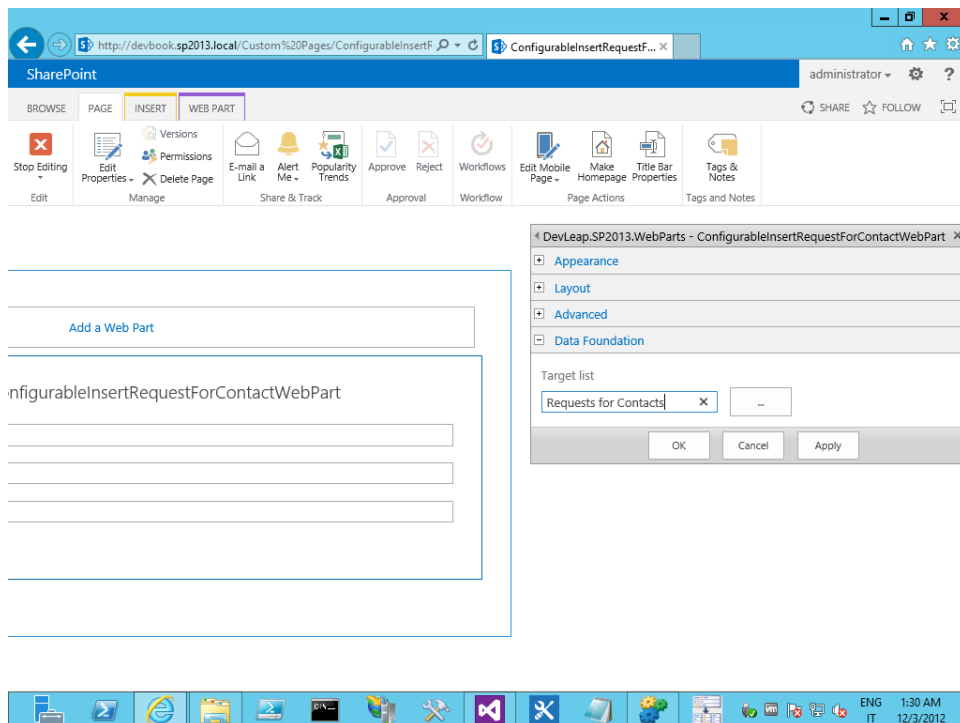 http://devbook.sp2013.local/Custom%20Pages/ConfigurableInsertF
ConfigurableInsertRequestF...
SharePoint
administrator
?
BROWSE
PAGE
INSERT
WEB PART
SHARE
FOLLOW
Stop Editing
Edit
Properties
Versions
Permissions
Delete Page
E-mail a
Link
Alert
Me
Popularity
Trends
Approve
Reject
Workflows
Edit Mobile
Page
Make
Homepage
Title Bar
Properties
Tags &
Notes
Edit
Manage
Share & Track
Approval
Workflow
Page Actions
Tags and Notes
Add a Web Part
onfigurableInsertRequestForContactWebPart
DevLeap.SP2013.WebParts - ConfigurableInsertRequestForContactWebPart
Appearance
Layout
Advanced
Data Foundation
Target list
Requests for Contacts
...
OK
Cancel
Apply
ENG
IT
1:30 AM
12/3/2012